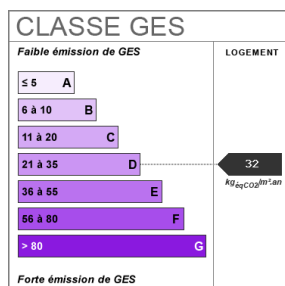 CLASSE GES
Faible émission de GES
LOGEMENT
≤ 5 A
6 à 10 B
11 à 20 C
21 à 35 D
32
kgéqCO2/m².an
36 à 55 E
56 à 80 F
> 80 G
Forte émission de GES